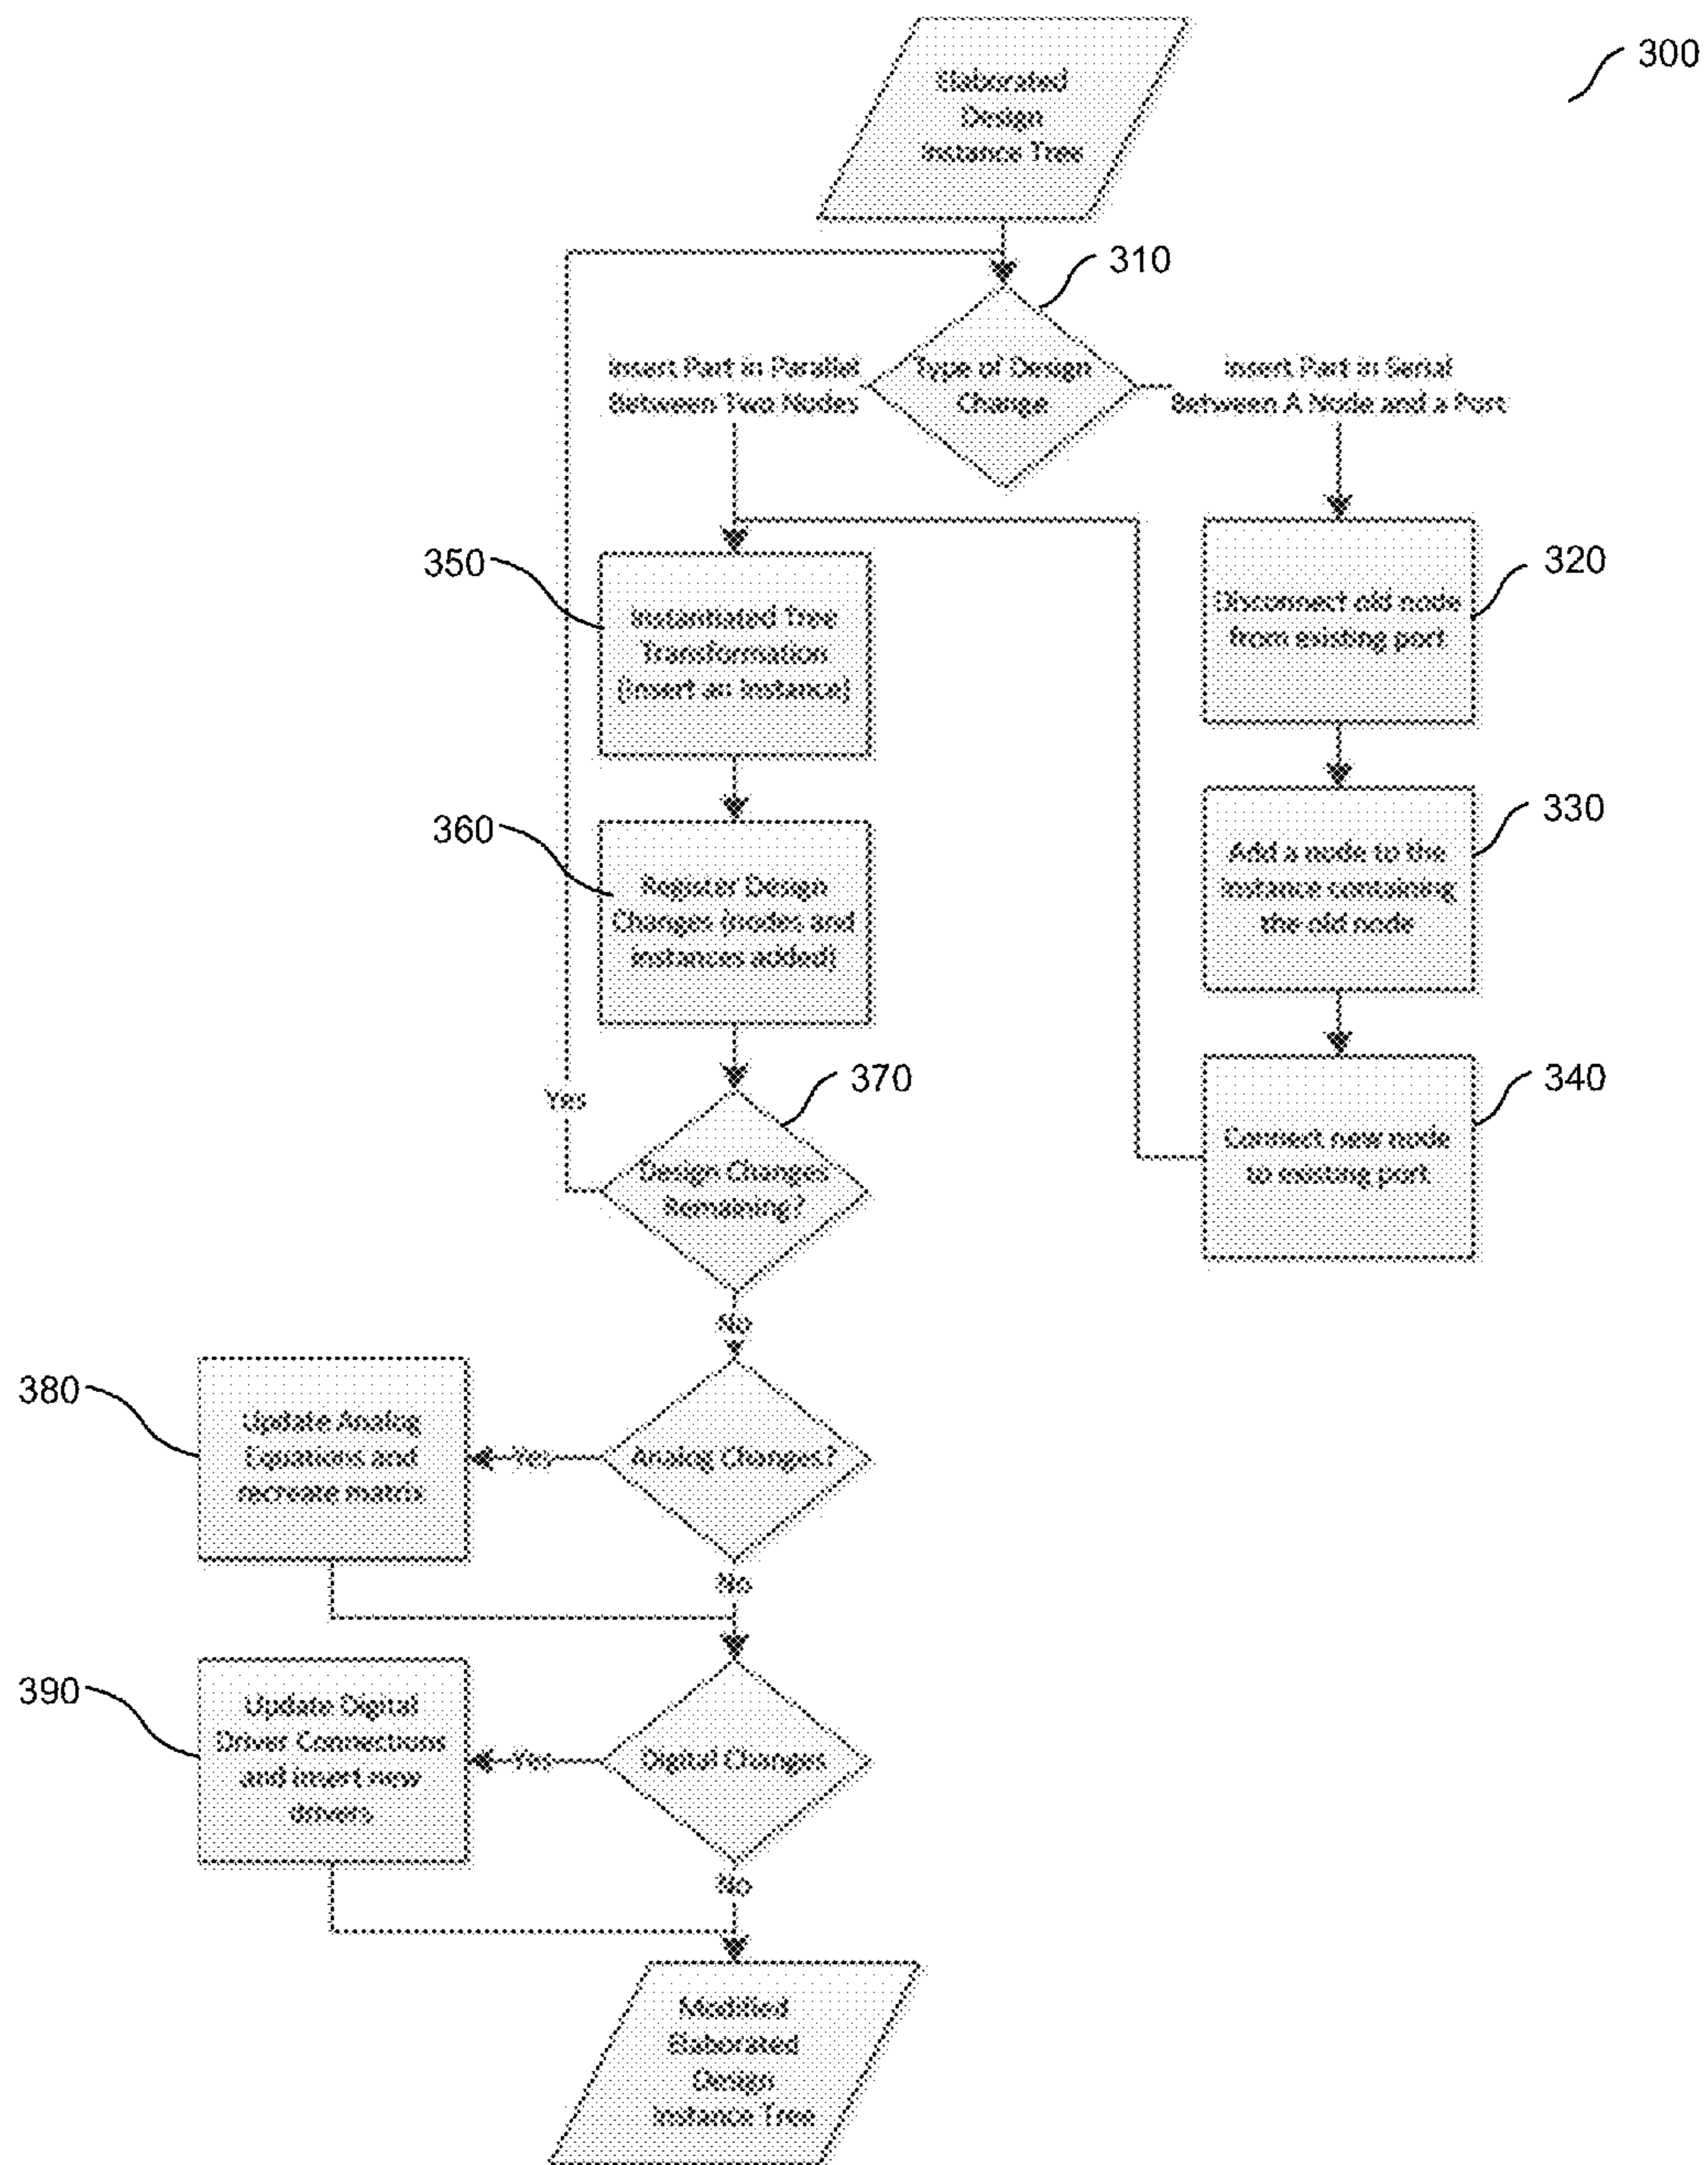 300
Elaborated
Design
Instance Tree
310
Type of Design
Change
Insert Part in Parallel
Between Two Nodes
Insert Part in Serial
Between A Node and a Port
350
Instantiated Tree
Transformation
(Insert an Instance)
320
Disconnect old node
from existing port
360
Register Design
Changes (nodes and
instances added)
330
Add a node to the
instance containing
the old node
370
Design Changes
Remaining?
Yes
No
340
Connect new node
to existing port
380
Update Analog
Equations and
recreate matrix
Yes
Analog Changes?
No
390
Update Digital
Driver Connections
and insert new
drivers
Yes
Digital Changes
No
Modified
Elaborated
Design
Instance Tree